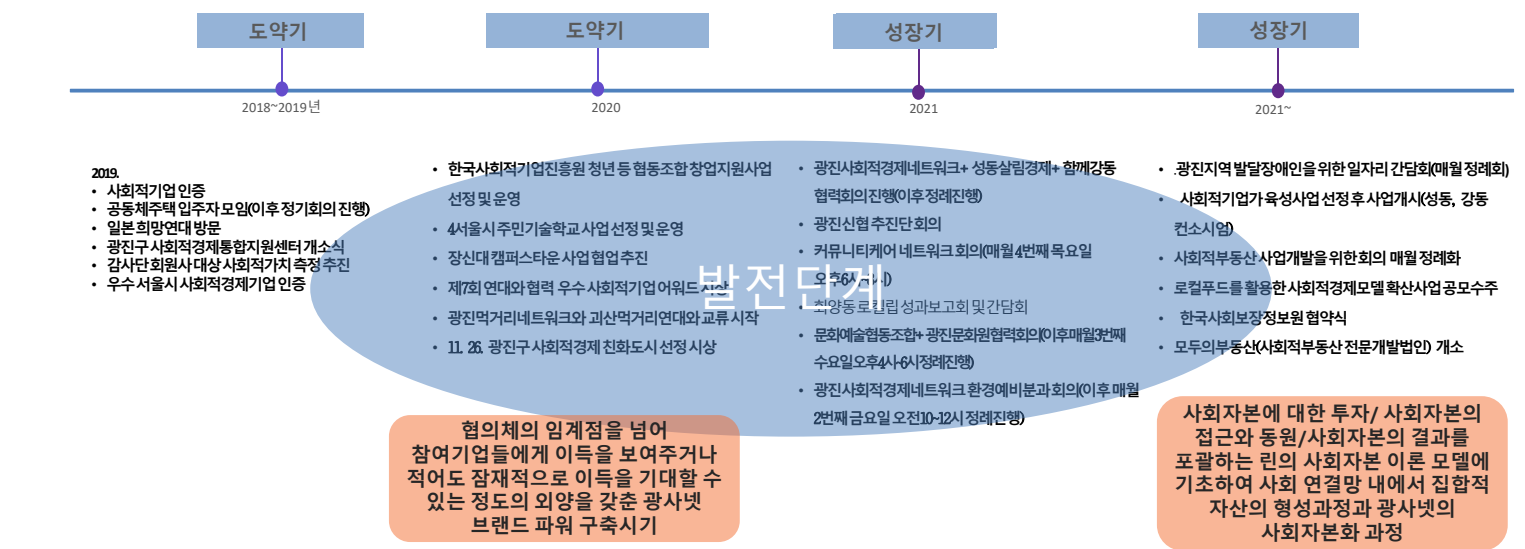 도약기
도약기
성장기
성장기
2018~2019년
2020
2021
2021~
2019.
• 사회적기업 인증
• 공동체주택 입주자 모임(이후 정기회의 진행)
• 일본 희망연대 방문
• 광진구 사회적경제통합지원센터 개소식
• 감사단 회원사 대상 사회적가치 측정 추진
• 우수 서울시 사회적경제기업 인증
• 한국사회적기업진흥원 청년 등 협동조합 창업지원사업
선정 및 운영
• 4서울시 주민기술학교 사업 선정 및 운영
• 장신대 캠퍼스타운 사업 협업 추진
• 제7회 연대와 협력 우수 사회적기업 어워드 시상
• 광진먹거리네트워크와 괴산먹거리연대와 교류 시작
• 11. 26. 광진구 사회적경제 친화도시 선정 시상
• 광진사회적경제네트워크+ 성동살림경제+ 함께강동
협력회의 진행(이후 정례진행)
• 광진신협 추진단 회의
• 커뮤니티케어 네트워크 회의(매월 4번째 목요일
오후6시)
• 화양동 로컬립 성과보고회 및 간담회
• 문화예술협동조합+ 광진문화원협력회의(이후매월3번째
수요일오후4시-6시정례진행)
• 광진사회적경제네트워크 환경예비분과 회의(이후 매월
2번째 금요일 오전10~12시 정례진행)
• .광진지역 발달장애인을 위한 일자리 간담회(매월 정례회)
• 사회적기업가 육성사업 선정 후 사업개시(성동, 강동
컨소시엄)
• 사회적부동산 사업개발을 위한 회의 매월 정례화
• 로컬푸드를 활용한 사회적경제모델 확산사업 공모수주
• 한국사회보장정보원 협약식
• 모두의부동산(사회적부동산 전문개발법인) 개소
발전단계
협의체의 임계점을 넘어
참여기업들에게 이득을 보여주거나
적어도 잠재적으로 이득을 기대할 수
있는 정도의 외양을 갖춘 광사넷
브랜드 파워 구축시기
사회자본에 대한 투자/ 사회자본의
접근와 동원/사회자본의 결과를
포괄하는 린의 사회자본 이론 모델에
기초하여 사회 연결망 내에서 집합적
자산의 형성과정과 광사넷의
사회자본화 과정